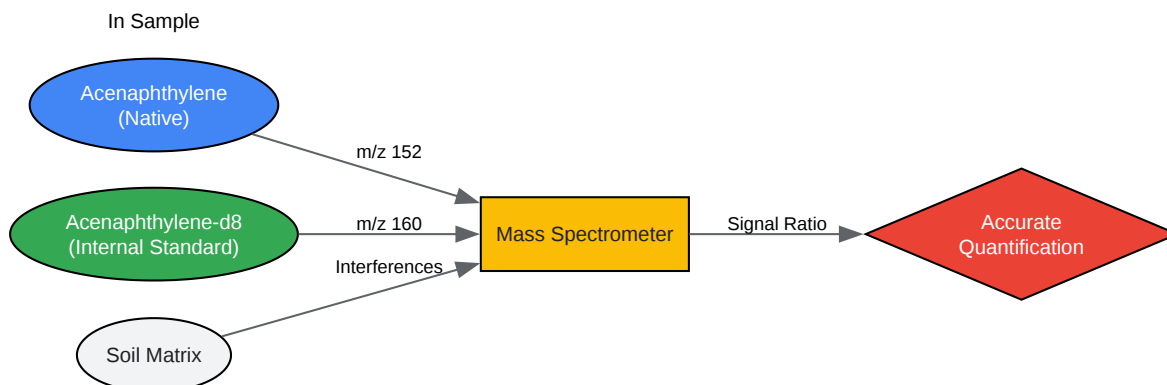 In Sample
Acenaphthylene
(Native)
m/z 152
Acenaphthylene-d8
(Internal Standard)
m/z 160
Interferences
Soil Matrix
Mass Spectrometer
Signal Ratio
Accurate
Quantification